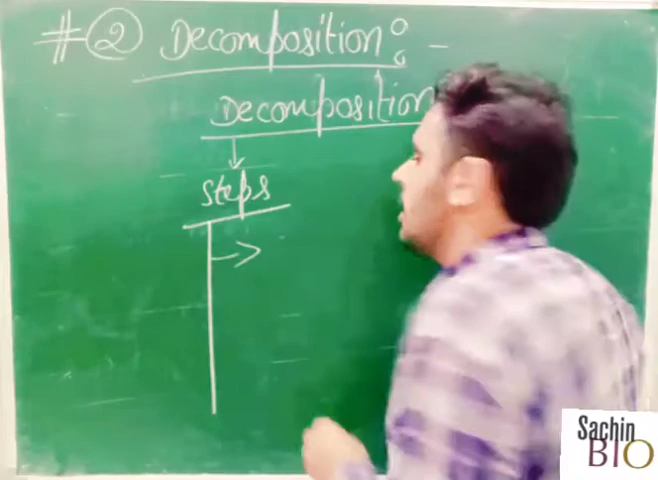 #② Decomposition : -
Decomposition
Steps
Sachin
BIO